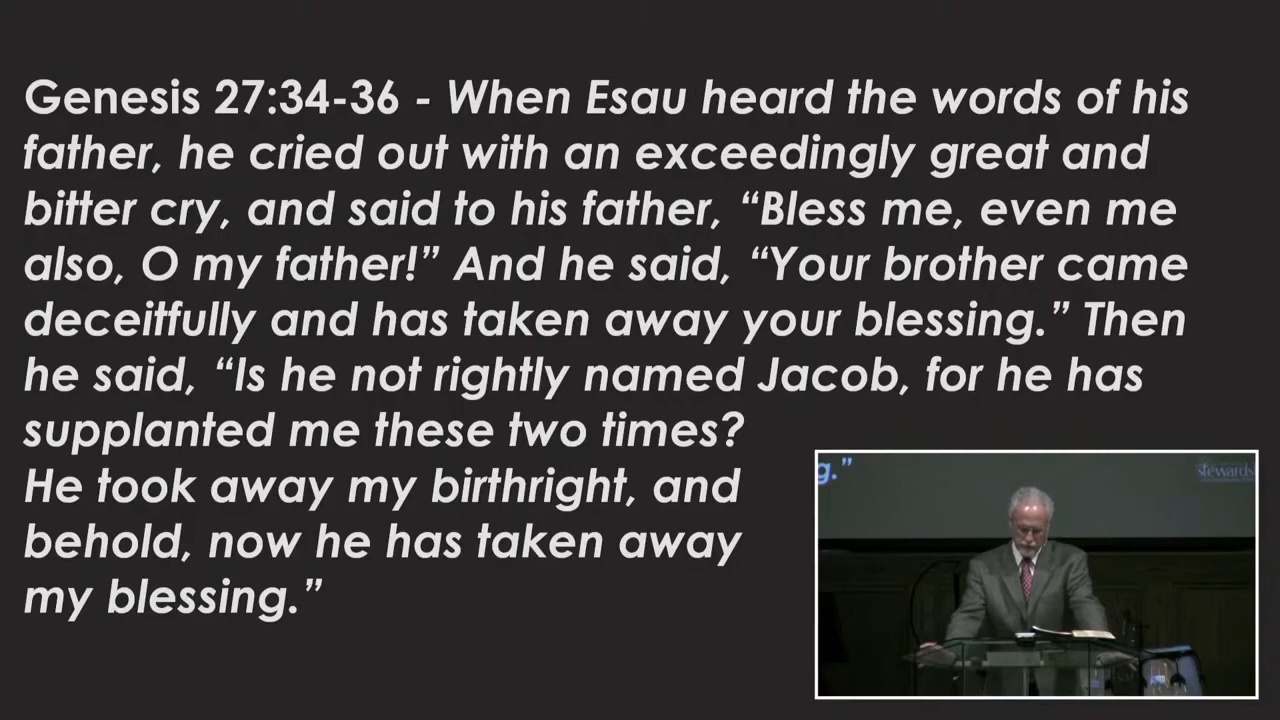 Genesis 27:34-36 - When Esau heard the words of his
father, he cried out with an exceedingly great and
bitter cry, and said to his father, “Bless me, even me
also, O my father!” And he said, “Your brother came
deceitfully and has taken away your blessing.” Then
he said, “Is he not rightly named Jacob, for he has
supplanted me these two times?
He took away my birthright, and
behold, now he has taken away
my blessing.”
g.”
stewards